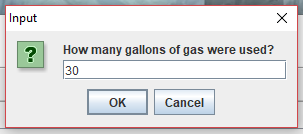 Input
How many gallons of gas were used?
30
OK
Cancel